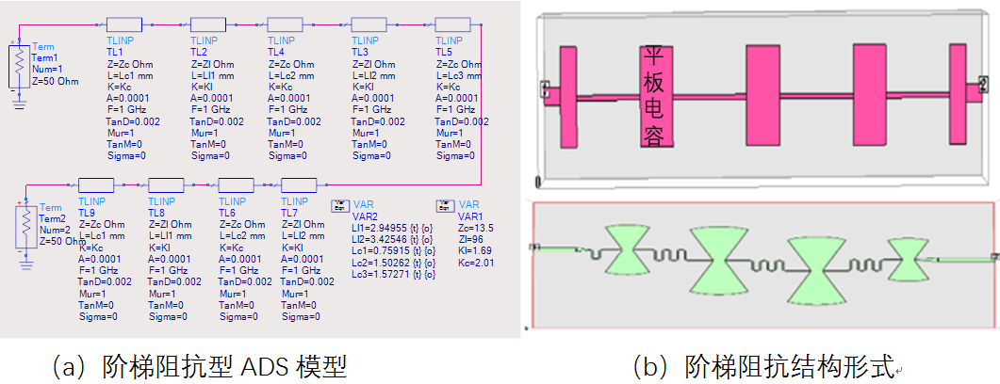 Term
Term1
Num=1
Z=50 Ohm
TLINP
TL1
Z=Zc Ohm
L=Lc1 mm
K=Kc
A=0.0001
F=1 GHz
TanD=0.002
Mur=1
TanM=0
Sigma=0
TLINP
TL2
Z=Zl Ohm
L=Ll1 mm
K=Kl
A=0.0001
F=1 GHz
TanD=0.002
Mur=1
TanM=0
Sigma=0
TLINP
TL4
Z=Zc Ohm
L=Lc2 mm
K=Kc
A=0.0001
F=1 GHz
TanD=0.002
Mur=1
TanM=0
Sigma=0
TLINP
TL3
Z=Zl Ohm
L=Ll2 mm
K=Kl
A=0.0001
F=1 GHz
TanD=0.002
Mur=1
TanM=0
Sigma=0
TLINP
TL5
Z=Zc Ohm
L=Lc3 mm
K=Kc
A=0.0001
F=1 GHz
TanD=0.002
Mur=1
TanM=0
Sigma=0
Term
Term2
Num=2
Z=50 Ohm
TLINP
TL9
Z=Zc Ohm
L=Lc1 mm
K=Kc
A=0.0001
F=1 GHz
TanD=0.002
Mur=1
TanM=0
Sigma=0
TLINP
TL8
Z=Zl Ohm
L=Ll1 mm
K=Kl
A=0.0001
F=1 GHz
TanD=0.002
Mur=1
TanM=0
Sigma=0
TLINP
TL6
Z=Zc Ohm
L=Lc2 mm
K=Kc
A=0.0001
F=1 GHz
TanD=0.002
Mur=1
TanM=0
Sigma=0
TLINP
TL7
Z=Zl Ohm
L=Ll2 mm
K=Kl
A=0.0001
F=1 GHz
TanD=0.002
Mur=1
TanM=0
Sigma=0
Var
Eqn
VAR
VAR2
Ll1=2.94955 {t} {o}
Ll2=3.42546 {t} {o}
Lc1=0.75915 {t} {o}
Lc2=1.50262 {t} {o}
Lc3=1.57271 {t} {o}
Var
Eqn
VAR
VAR1
Zc=13.5
Zl=96
Kl=1.69
Kc=2.01
平
板
电
容
（a）阶梯阻抗型 ADS 模型
（b）阶梯阻抗结构形式